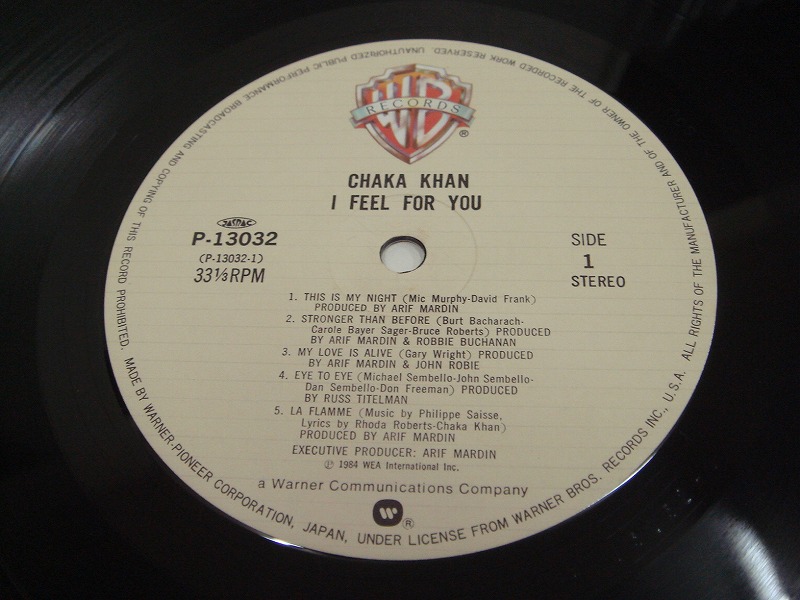 WB
RECORDS
®
CHAKA KHAN
I FEEL FOR YOU
JASRAC
P-13032
(P-13032-1)
33⅓RPM
SIDE
1
STEREO
1. THIS IS MY NIGHT (Mic Murphy-David Frank)
PRODUCED BY ARIF MARDIN
2. STRONGER THAN BEFORE (Burt Bacharach-
Carole Bayer Sager-Bruce Roberts) PRODUCED
BY ARIF MARDIN & ROBBIE BUCHANAN
3. MY LOVE IS ALIVE (Gary Wright) PRODUCED
BY ARIF MARDIN & JOHN ROBIE
4. EYE TO EYE (Michael Sembello-John Sembello-
Dan Sembello-Don Freeman) PRODUCED
BY RUSS TITELMAN
5. LA FLAMME (Music by Philippe Saisse,
Lyrics by Rhoda Roberts-Chaka Khan)
PRODUCED BY ARIF MARDIN
EXECUTIVE PRODUCER: ARIF MARDIN
℗ 1984 WEA International Inc.
a Warner Communications Company
®
MADE BY WARNER-PIONEER CORPORATION, JAPAN, UNDER LICENSE FROM WARNER BROS. RECORDS INC., U.S.A. ALL RIGHTS OF THE MANUFACTURER AND OF THE OWNER OF THE RECORDED WORK RESERVED. UNAUTHORIZED PUBLIC PERFORMANCE BROADCASTING AND COPYING OF THIS RECORD PROHIBITED.